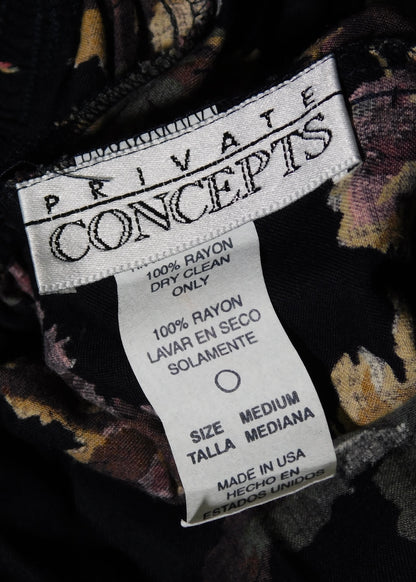 PRIVATE
CONCEPTS
100% RAYON
DRY CLEAN
ONLY
100% RAYON
LAVAR EN SECO
SOLAMENTE
SIZE MEDIUM
TALLA MEDIANA
MADE IN USA
HECHO EN
ESTADOS UNIDOS